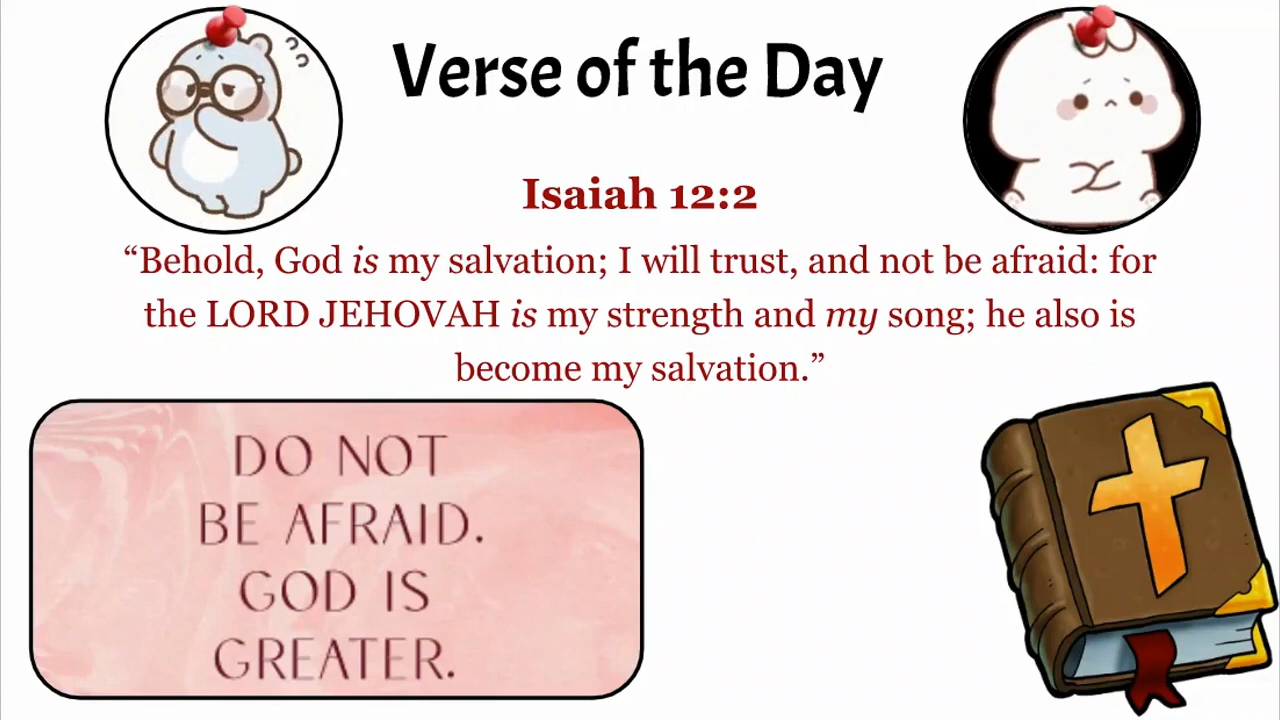 Verse of the Day
Isaiah 12:2
“Behold, God is my salvation; I will trust, and not be afraid: for
the LORD JEHOVAH is my strength and my song; he also is
become my salvation.”
DO NOT
BE AFRAID.
GOD IS
GREATER.